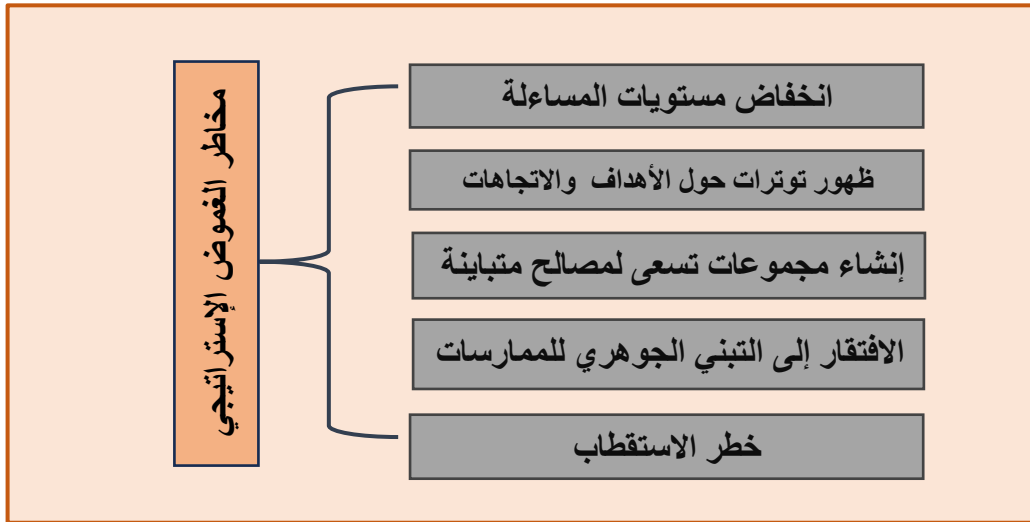 مخاطر الغموض الإستراتيجي
انخفاض مستويات المساءلة
ظهور توترات حول الأهداف والاتجاهات
إنشاء مجموعات تسعى لمصالح متباينة
الافتقار إلى التبني الجوهري للممارسات
خطر الاستقطاب